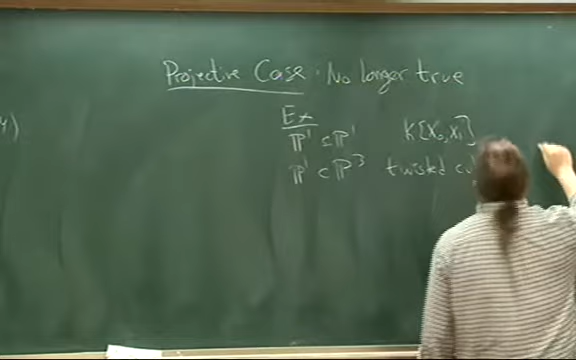 Projective Case : No longer true
Ex
ℙ¹ ⊆ ℙ¹ k[x₀,x₁]
ℙ¹ ⊂ ℙ³ twisted cu